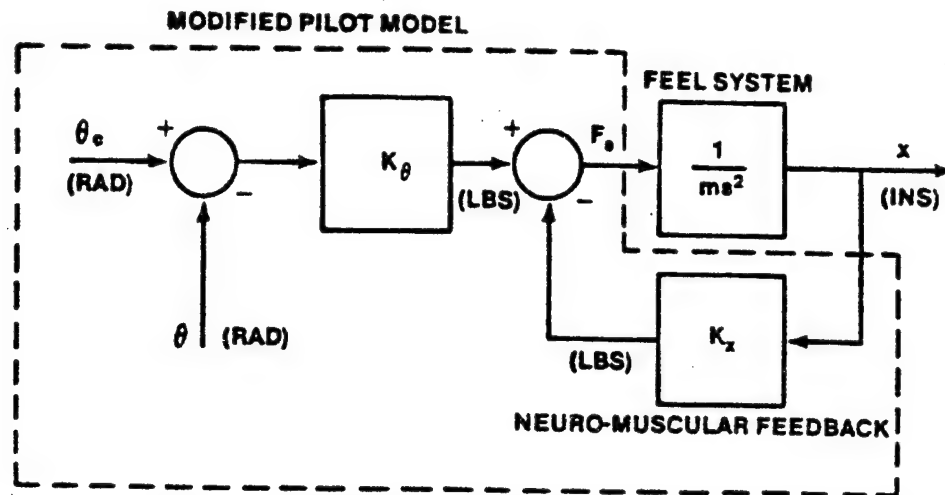 MODIFIED PILOT MODEL
FEEL SYSTEM
θc
+
(RAD)
−
Kθ
(LBS)
+
−
Fs
1
ms²
x
(INS)
θ (RAD)
(LBS)
Kx
NEURO-MUSCULAR FEEDBACK